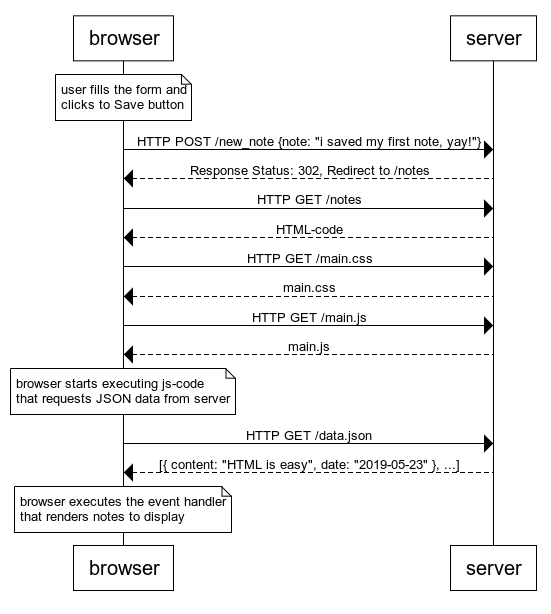 browser
server
user fills the form and
clicks to Save button
HTTP POST /new_note {note: "i saved my first note, yay!"}
Response Status: 302, Redirect to /notes
HTTP GET /notes
HTML-code
HTTP GET /main.css
main.css
HTTP GET /main.js
main.js
browser starts executing js-code
that requests JSON data from server
HTTP GET /data.json
[{ content: "HTML is easy", date: "2019-05-23" }, ...]
browser executes the event handler
that renders notes to display
browser
server